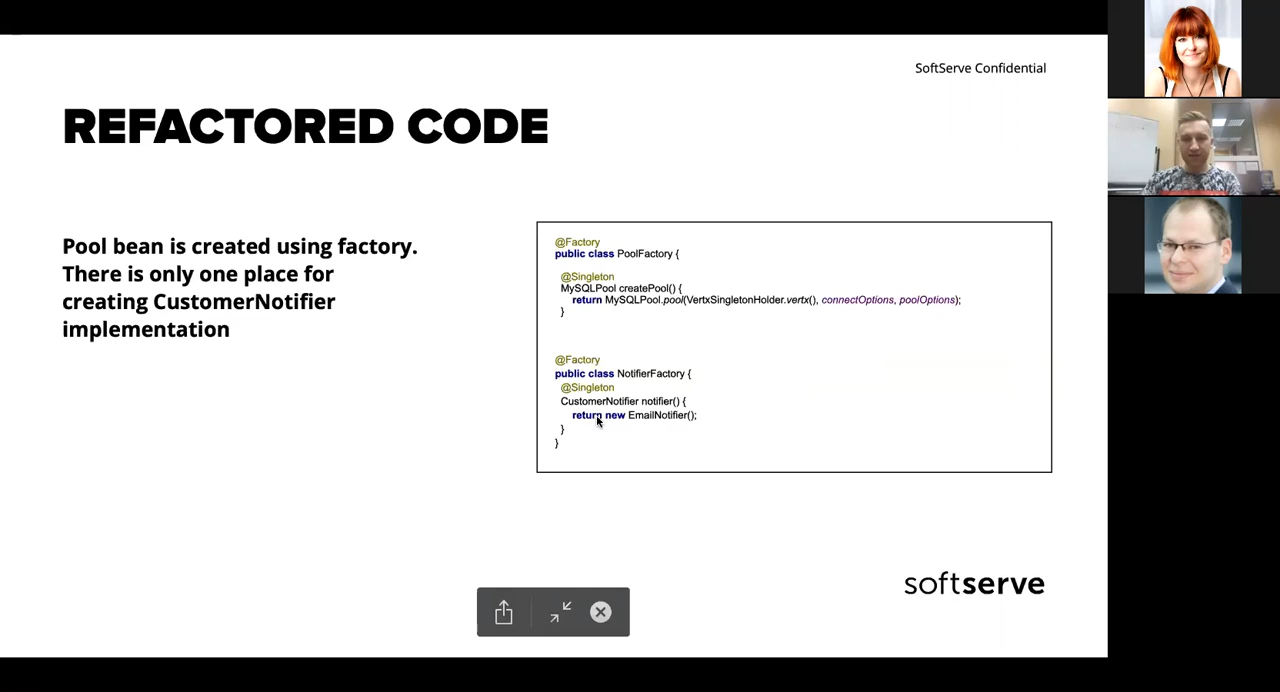 SoftServe Confidential
REFACTORED CODE
Pool bean is created using factory.
There is only one place for
creating CustomerNotifier
implementation
@Factory
public class PoolFactory {
@Singleton
MySQLPool createPool() {
return MySQLPool.pool(VertxSingletonHolder.vertx(), connectOptions, poolOptions);
}
@Factory
public class NotifierFactory {
@Singleton
CustomerNotifier notifier() {
return new EmailNotifier();
}
}
softserve